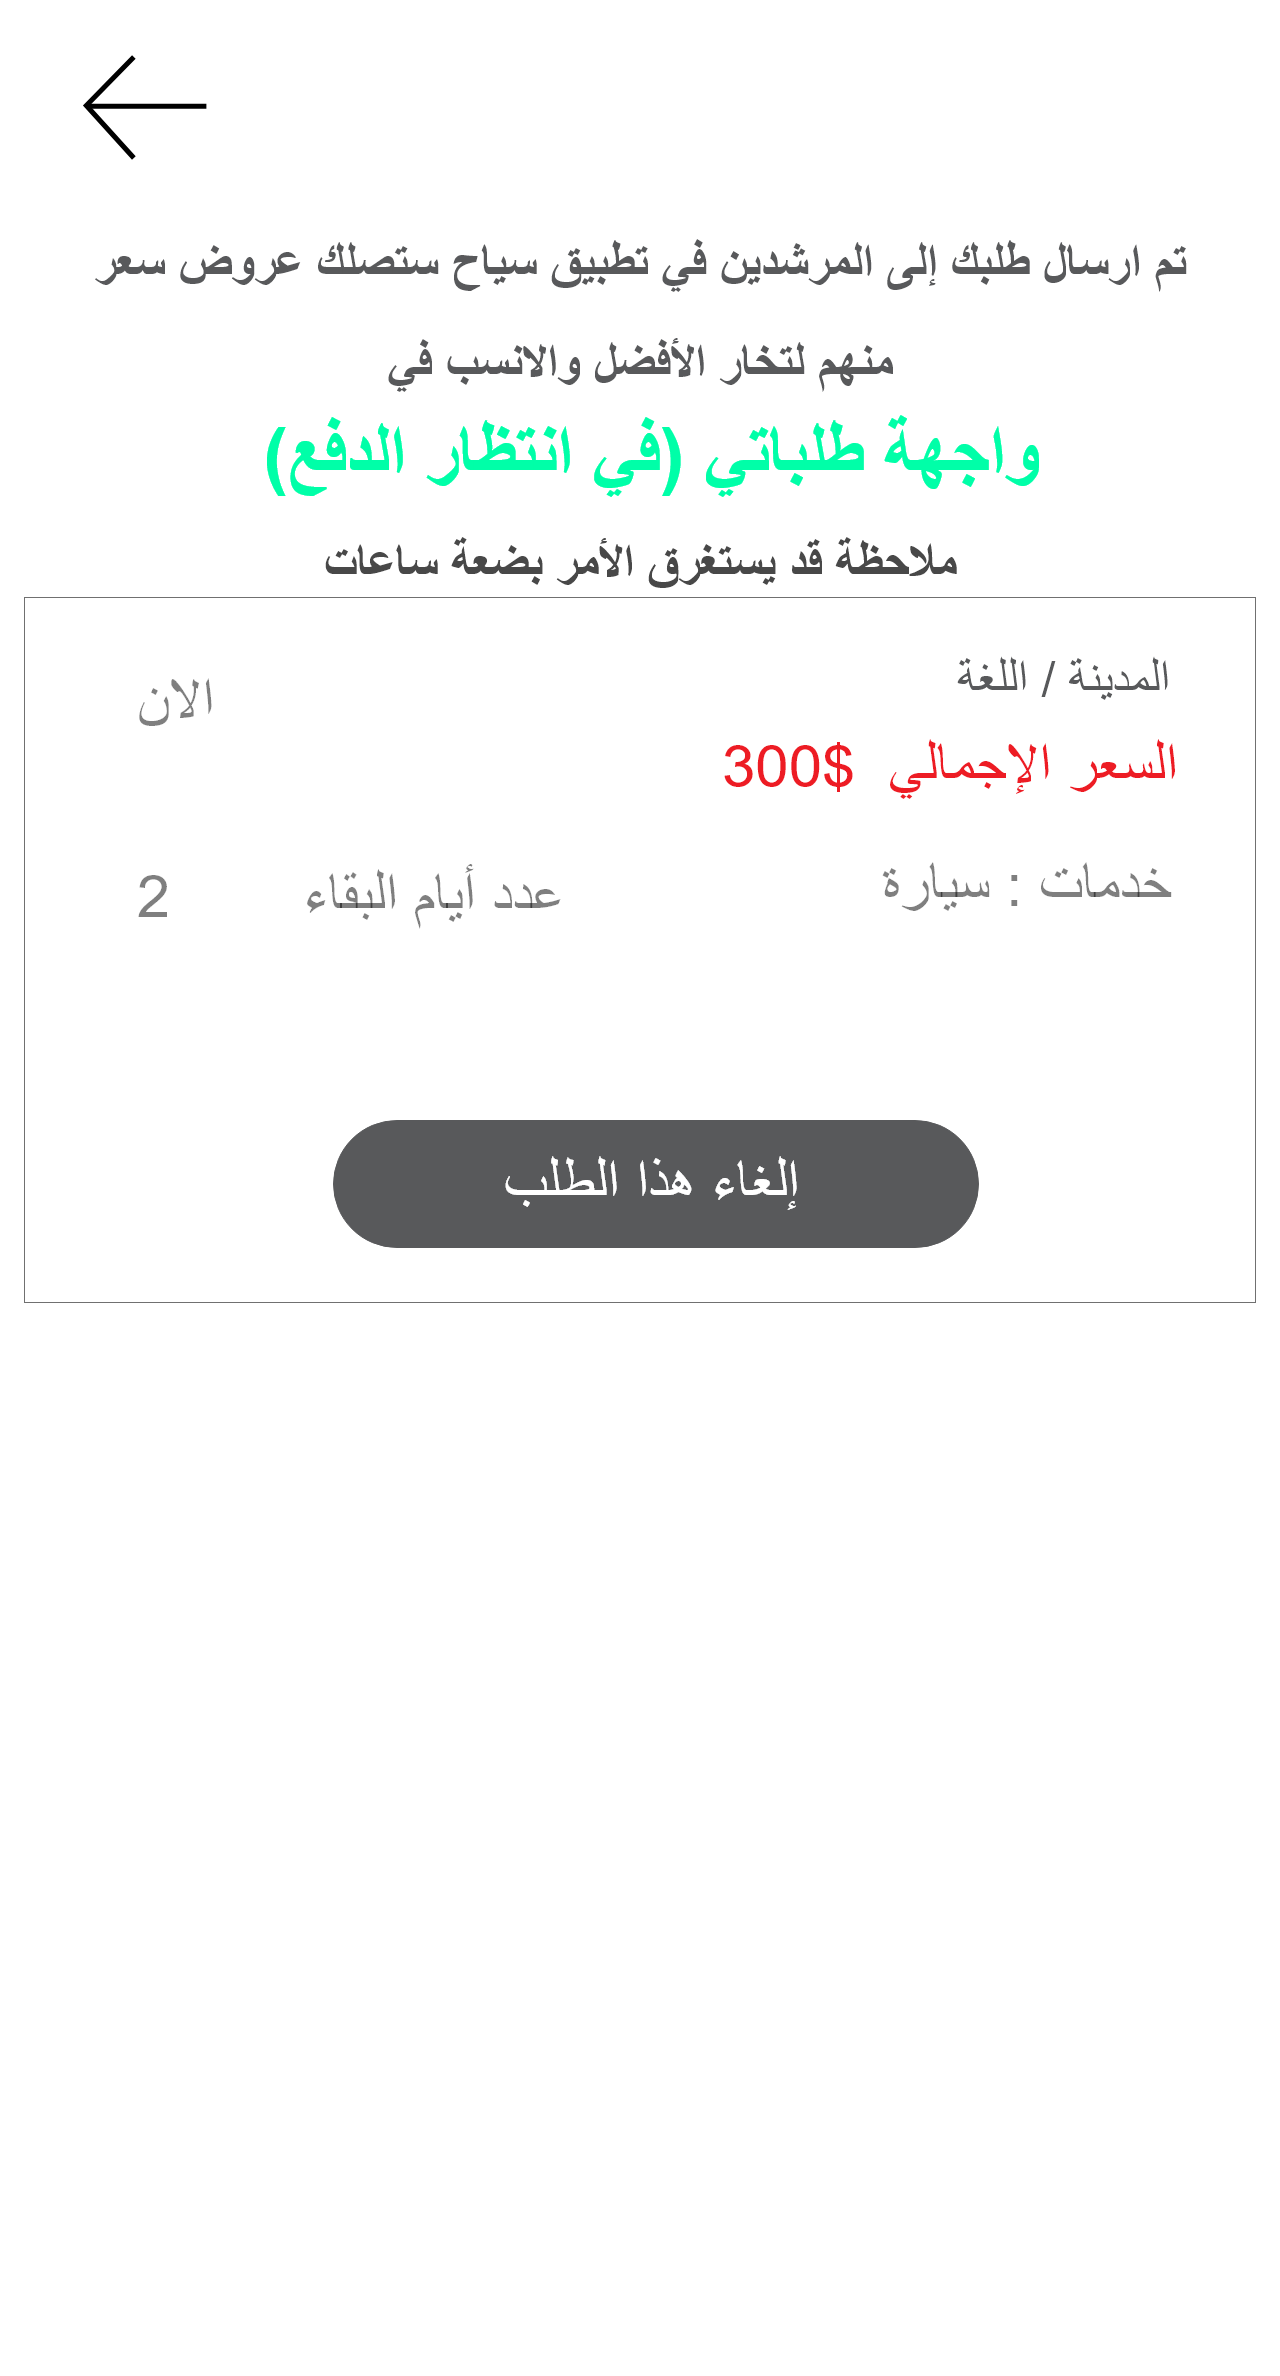 تم ارسال طلبك إلى المرشدين في تطبيق سياح ستصلك عروض سعر
منهم لتخار الأفضل والانسب في
واجهة طلباتي (في انتظار الدفع)
ملاحظة قد يستغرق الأمر بضعة ساعات
المدينة / اللغة
الان
السعر الإجمالي 300$
خدمات : سيارة
عدد أيام البقاء 2
إلغاء هذا الطلب